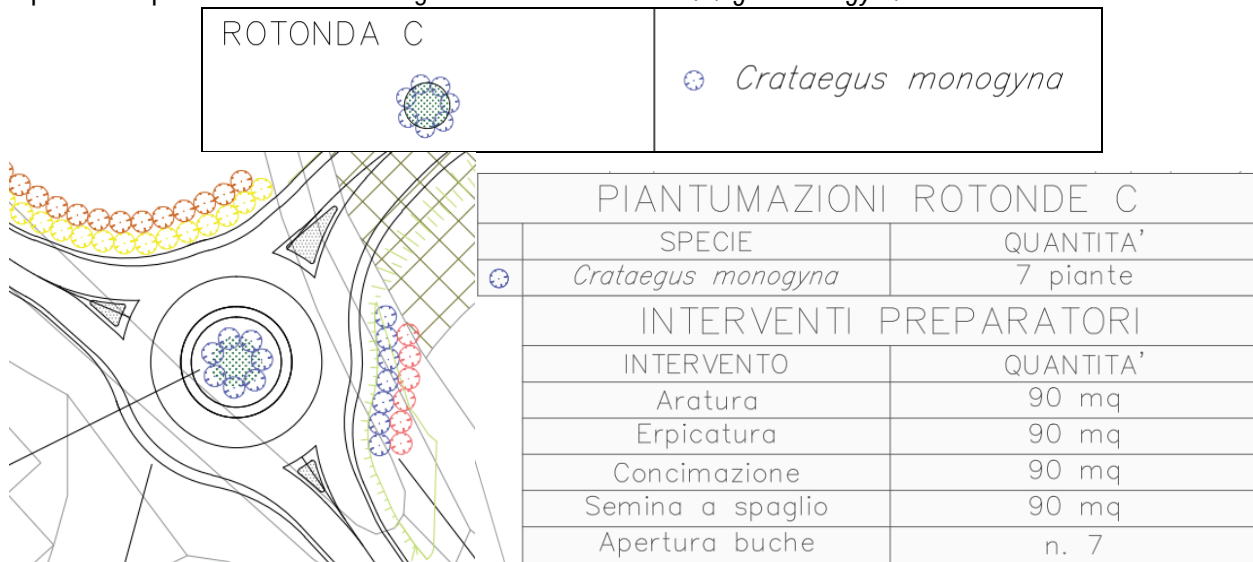 ROTONDA C
Crataegus monogyna
PIANTUMAZIONI ROTONDE C
SPECIE QUANTITA'
Crataegus monogyna 7 piante
INTERVENTI PREPARATORI
INTERVENTO QUANTITA'
Aratura 90 mq
Erpicatura 90 mq
Concimazione 90 mq
Semina a spaglio 90 mq
Apertura buche n. 7